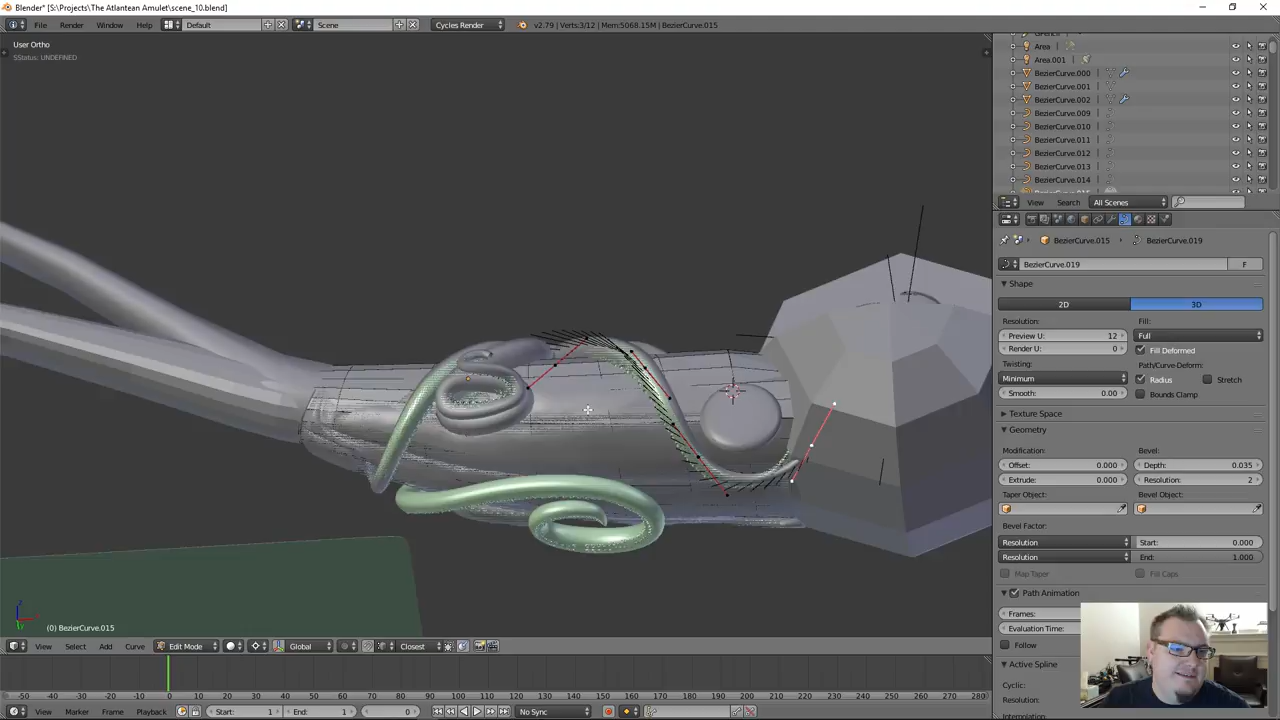 Blender* [S:\Projects\The Atlantean Amulet\scene_10.blend]
File Render Window Help Default Scene Cycles Render v2.79 | Verts:3/12 | Mem:5068.15M | BezierCurve.015
User Ortho
SStatus: UNDEFINED
Area
Area.001
BezierCurve.000
BezierCurve.001
BezierCurve.002
BezierCurve.009
BezierCurve.010
BezierCurve.011
BezierCurve.012
BezierCurve.013
BezierCurve.014
View Search All Scenes
BezierCurve.015 BezierCurve.019
BezierCurve.019 F
Shape
2D 3D
Resolution: Fill:
Preview U: 12 Full
Render U: 0 Fill Deformed
Twisting: Path/Curve-Deform:
Minimum Radius Stretch
Smooth: 0.00 Bounds Clamp
Texture Space
Geometry
Modification: Bevel:
Offset: 0.000 Depth: 0.035
Extrude: 0.000 Resolution: 2
Taper Object: Bevel Object:
Bevel Factor:
Resolution Start: 0.000
Resolution End: 1.000
Map Taper Fill Caps
Path Animation
Frames:
Evaluation Time:
Follow
Active Spline
Cyclic:
Resolution:
(0) BezierCurve.015
View Select Add Curve Edit Mode Global Closest
-50 -40 -30 -20 -10 0 10 20 30 40 50 60 70 80 90 100 110 120 130 140 150 160 170 180 190 200 210 220 230 240 250 260 270 280
View Marker Frame Playback Start: 1 End: 1 0 No Sync